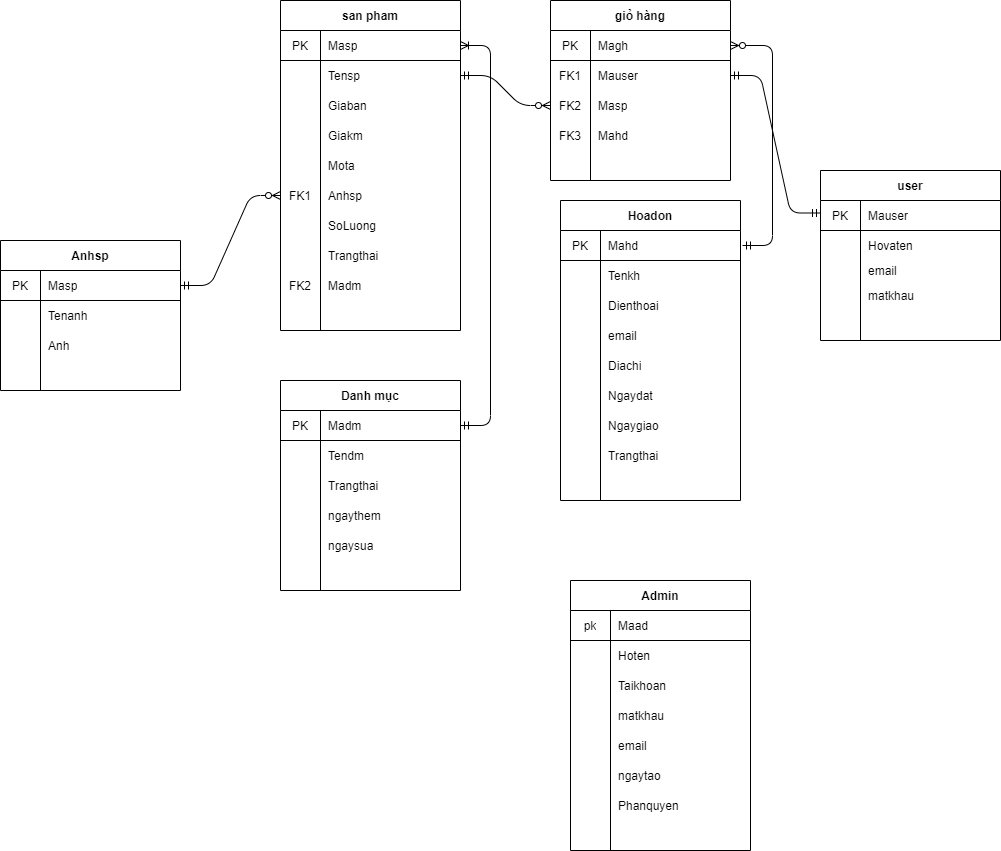 san pham
PK Masp
Tensp
Giaban
Giakm
Mota
FK1 Anhsp
SoLuong
Trangthai
FK2 Madm
giỏ hàng
PK Magh
FK1 Mauser
FK2 Masp
FK3 Mahd
user
PK Mauser
Hovaten
email
matkhau
Hoadon
PK Mahd
Tenkh
Dienthoai
email
Diachi
Ngaydat
Ngaygiao
Trangthai
Anhsp
PK Masp
Tenanh
Anh
Danh mục
PK Madm
Tendm
Trangthai
ngaythem
ngaysua
Admin
pk Maad
Hoten
Taikhoan
matkhau
email
ngaytao
Phanquyen